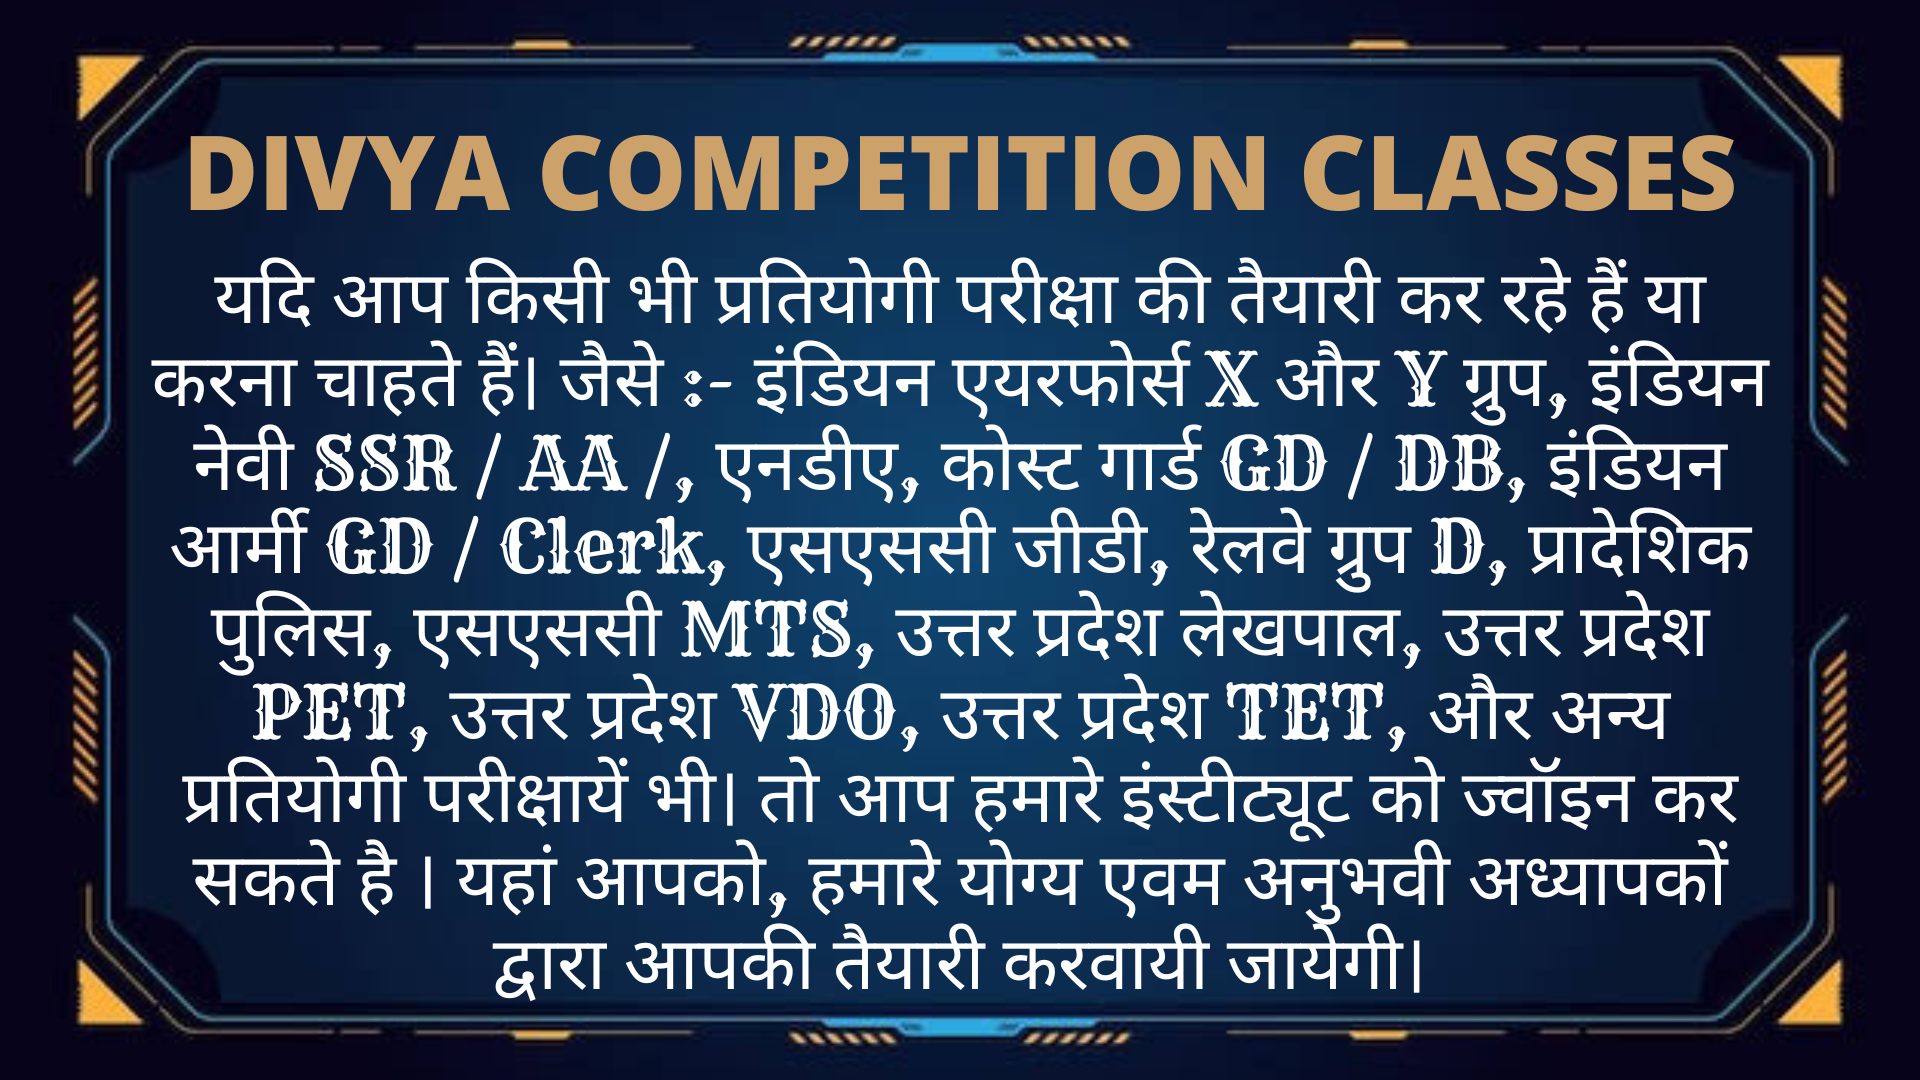 DIVYA COMPETITION CLASSES
यदि आप किसी भी प्रतियोगी परीक्षा की तैयारी कर रहे हैं या
करना चाहते हैं| जैसे :- इंडियन एयरफोर्स X और Y ग्रुप, इंडियन
नेवी SSR / AA /, एनडीए, कोस्ट गार्ड GD / DB, इंडियन
आर्मी GD / Clerk, एसएससी जीडी, रेलवे ग्रुप D, प्रादेशिक
पुलिस, एसएससी MTS, उत्तर प्रदेश लेखपाल, उत्तर प्रदेश
PET, उत्तर प्रदेश VDO, उत्तर प्रदेश TET, और अन्य
प्रतियोगी परीक्षायें भी| तो आप हमारे इंस्टीट्यूट को ज्वॉइन कर
सकते है । यहां आपको, हमारे योग्य एवम अनुभवी अध्यापकों
द्वारा आपकी तैयारी करवायी जायेगी|